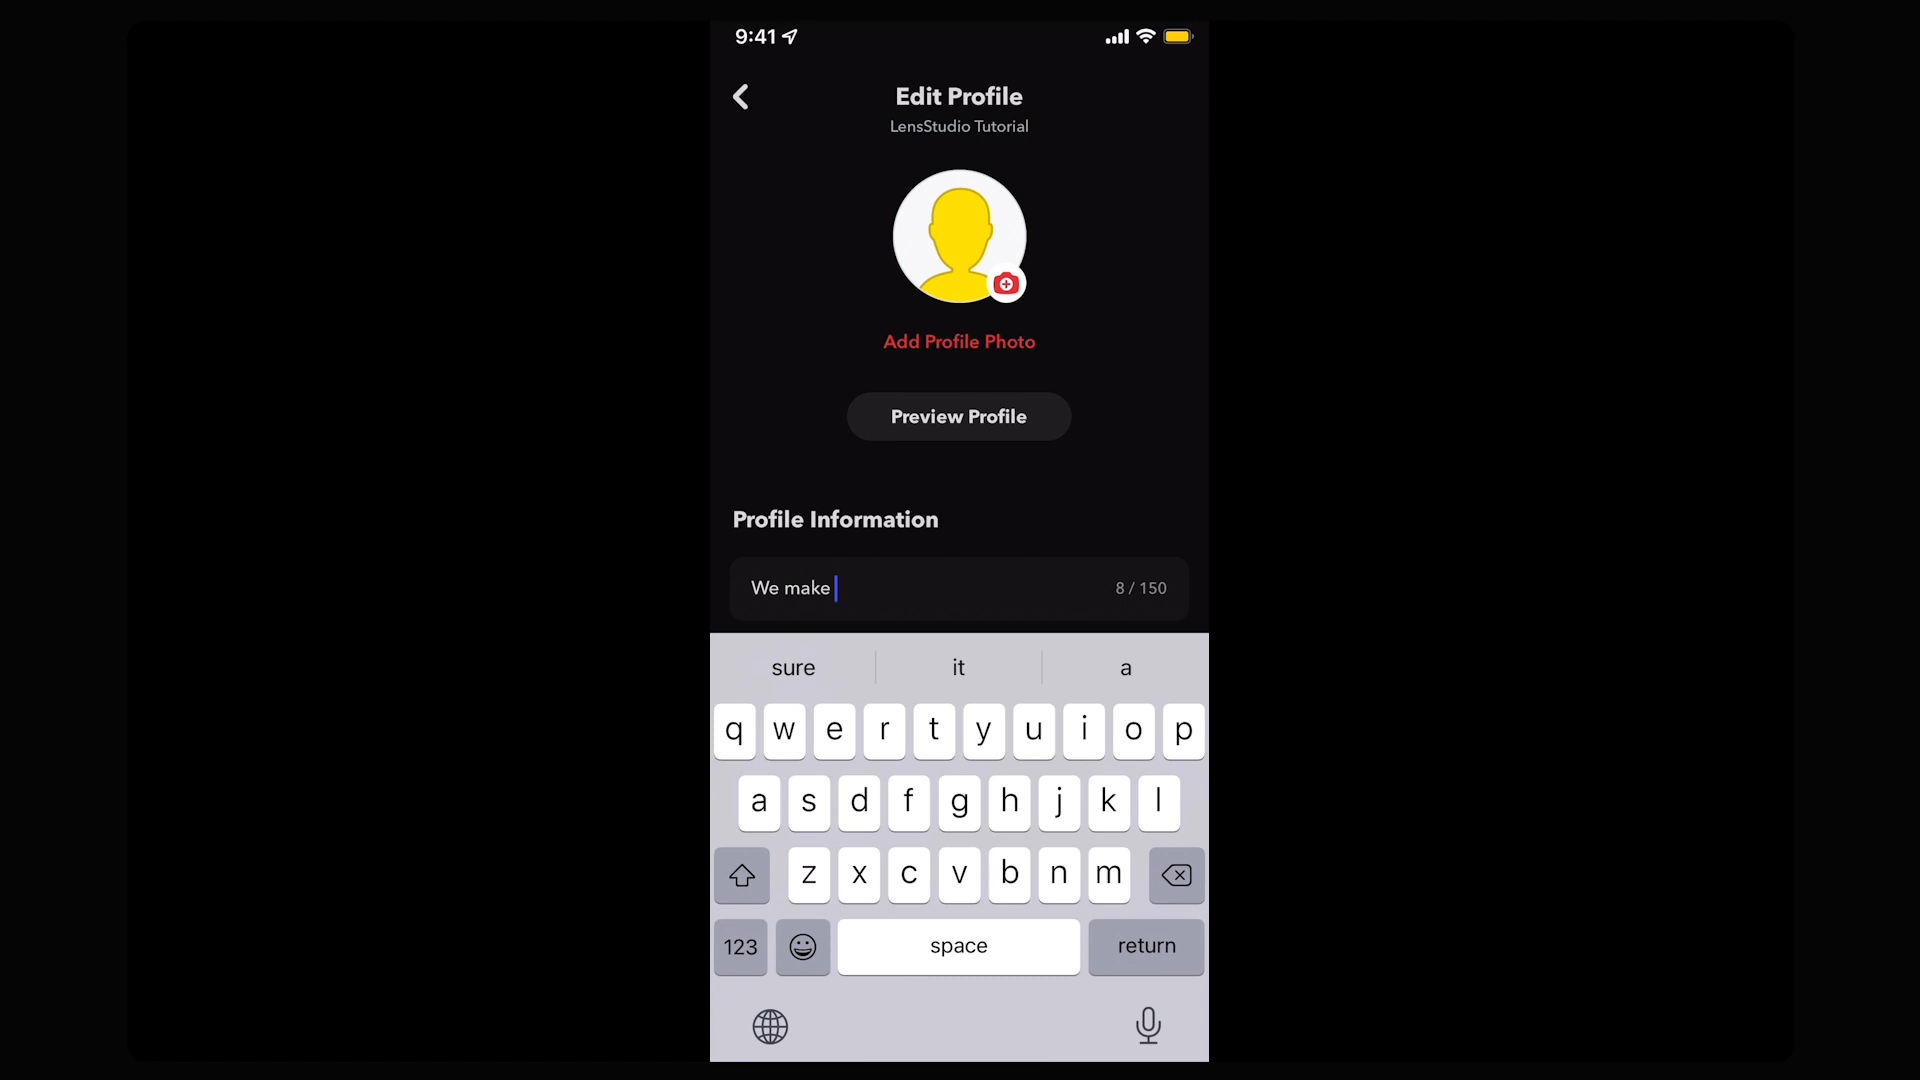 9:41
Edit Profile
LensStudio Tutorial
Add Profile Photo
Preview Profile
Profile Information
We make 8 / 150
sure it a
q w e r t y u i o p
a s d f g h j k l
z x c v b n m
123 space return